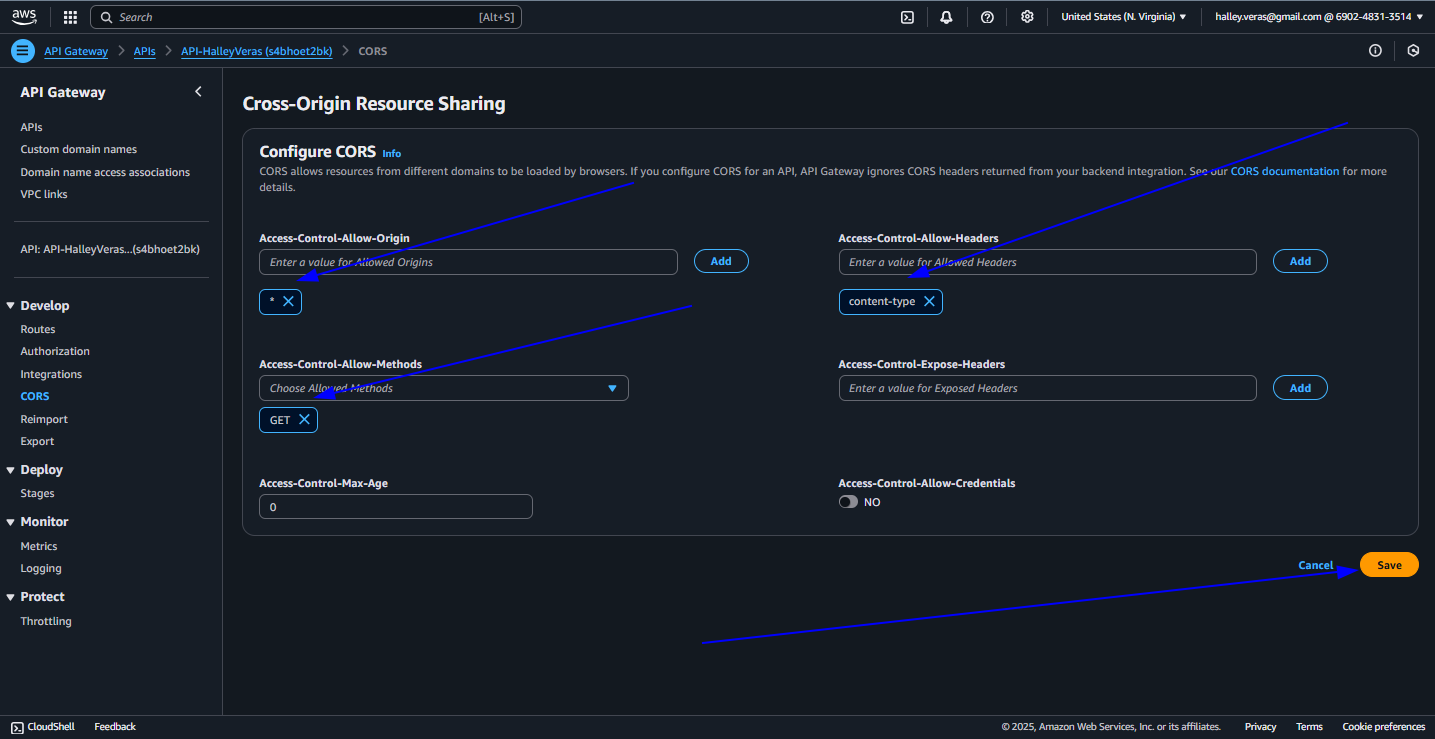 aws
Search [Alt+S]
United States (N. Virginia)
halley.veras@gmail.com @ 6902-4831-3514
API Gateway
APIs
API-HalleyVeras (s4bhoet2bk)
CORS
API Gateway
APIs
Custom domain names
Domain name access associations
VPC links
API: API-HalleyVeras...(s4bhoet2bk)
Develop
Routes
Authorization
Integrations
CORS
Reimport
Export
Deploy
Stages
Monitor
Metrics
Logging
Protect
Throttling
Cross-Origin Resource Sharing
Configure CORS Info
CORS allows resources from different domains to be loaded by browsers. If you configure CORS for an API, API Gateway ignores CORS headers returned from your backend integration. See our CORS documentation for more
details.
Access-Control-Allow-Origin
Enter a value for Allowed Origins
Add
*
Access-Control-Allow-Headers
Enter a value for Allowed Headers
Add
content-type
Access-Control-Allow-Methods
Choose Allowed Methods
GET
Access-Control-Expose-Headers
Enter a value for Exposed Headers
Add
Access-Control-Max-Age
0
Access-Control-Allow-Credentials
NO
Cancel
Save
CloudShell
Feedback
© 2025, Amazon Web Services, Inc. or its affiliates.
Privacy
Terms
Cookie preferences